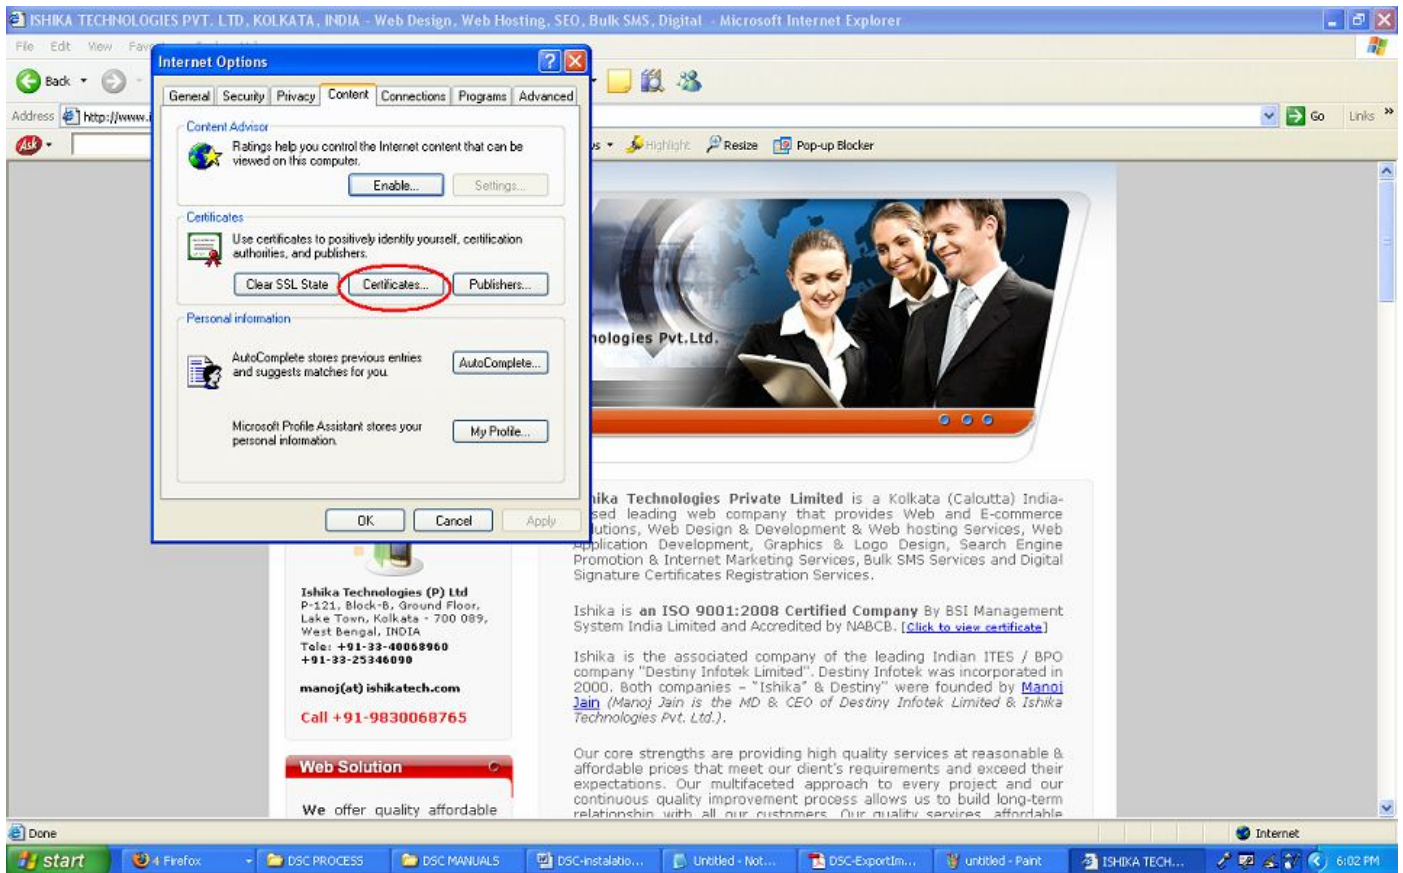 ISHIKA TECHNOLOGIES PVT. LTD, KOLKATA, INDIA - Web Design, Web Hosting, SEO, Bulk SMS, Digital - Microsoft Internet Explorer
File Edit View
Back
Address http://www.i
Go Links »
Ask
Highlight Resize Pop-up Blocker
Internet Options
General Security Privacy Content Connections Programs Advanced
Content Advisor
Ratings help you control the Internet content that can be
viewed on this computer.
Enable... Settings...
Certificates
Use certificates to positively identify yourself, certification
authorities, and publishers.
Clear SSL State Certificates... Publishers...
Personal information
AutoComplete stores previous entries
and suggests matches for you.
AutoComplete...
Microsoft Profile Assistant stores your
personal information.
My Profile...
OK Cancel Apply
nologies Pvt.Ltd.
Ishika Technologies (P) Ltd
P-121, Block-B, Ground Floor,
Lake Town, Kolkata - 700 089,
West Bengal, INDIA
Tele: +91-33-40068960
+91-33-25346090
manoj(at)ishikatech.com
Call +91-9830068765
Web Solution
We offer quality affordable
ika Technologies Private Limited is a Kolkata (Calcutta) India-
sed leading web company that provides Web and E-commerce
lutions, Web Design & Development & Web hosting Services, Web
Application Development, Graphics & Logo Design, Search Engine
Promotion & Internet Marketing Services, Bulk SMS Services and Digital
Signature Certificates Registration Services.
Ishika is an ISO 9001:2008 Certified Company By BSI Management
System India Limited and Accredited by NABCB. [Click to view certificate]
Ishika is the associated company of the leading Indian ITES / BPO
company "Destiny Infotek Limited". Destiny Infotek was incorporated in
2000. Both companies – "Ishika" & Destiny" were founded by Manoj
Jain (Manoj Jain is the MD & CEO of Destiny Infotek Limited & Ishika
Technologies Pvt. Ltd.).
Our core strengths are providing high quality services at reasonable &
affordable prices that meet our client's requirements and exceed their
expectations. Our multifaceted approach to every project and our
continuous quality improvement process allows us to build long-term
relationship with all our customers. Our quality services, affordable
Done
Internet
start
4 Firefox
DSC PROCESS
DSC MANUALS
DSC-instalatio...
Untitled - Not...
DSC-ExportIm...
untitled - Paint
ISHIKA TECH...
6:02 PM